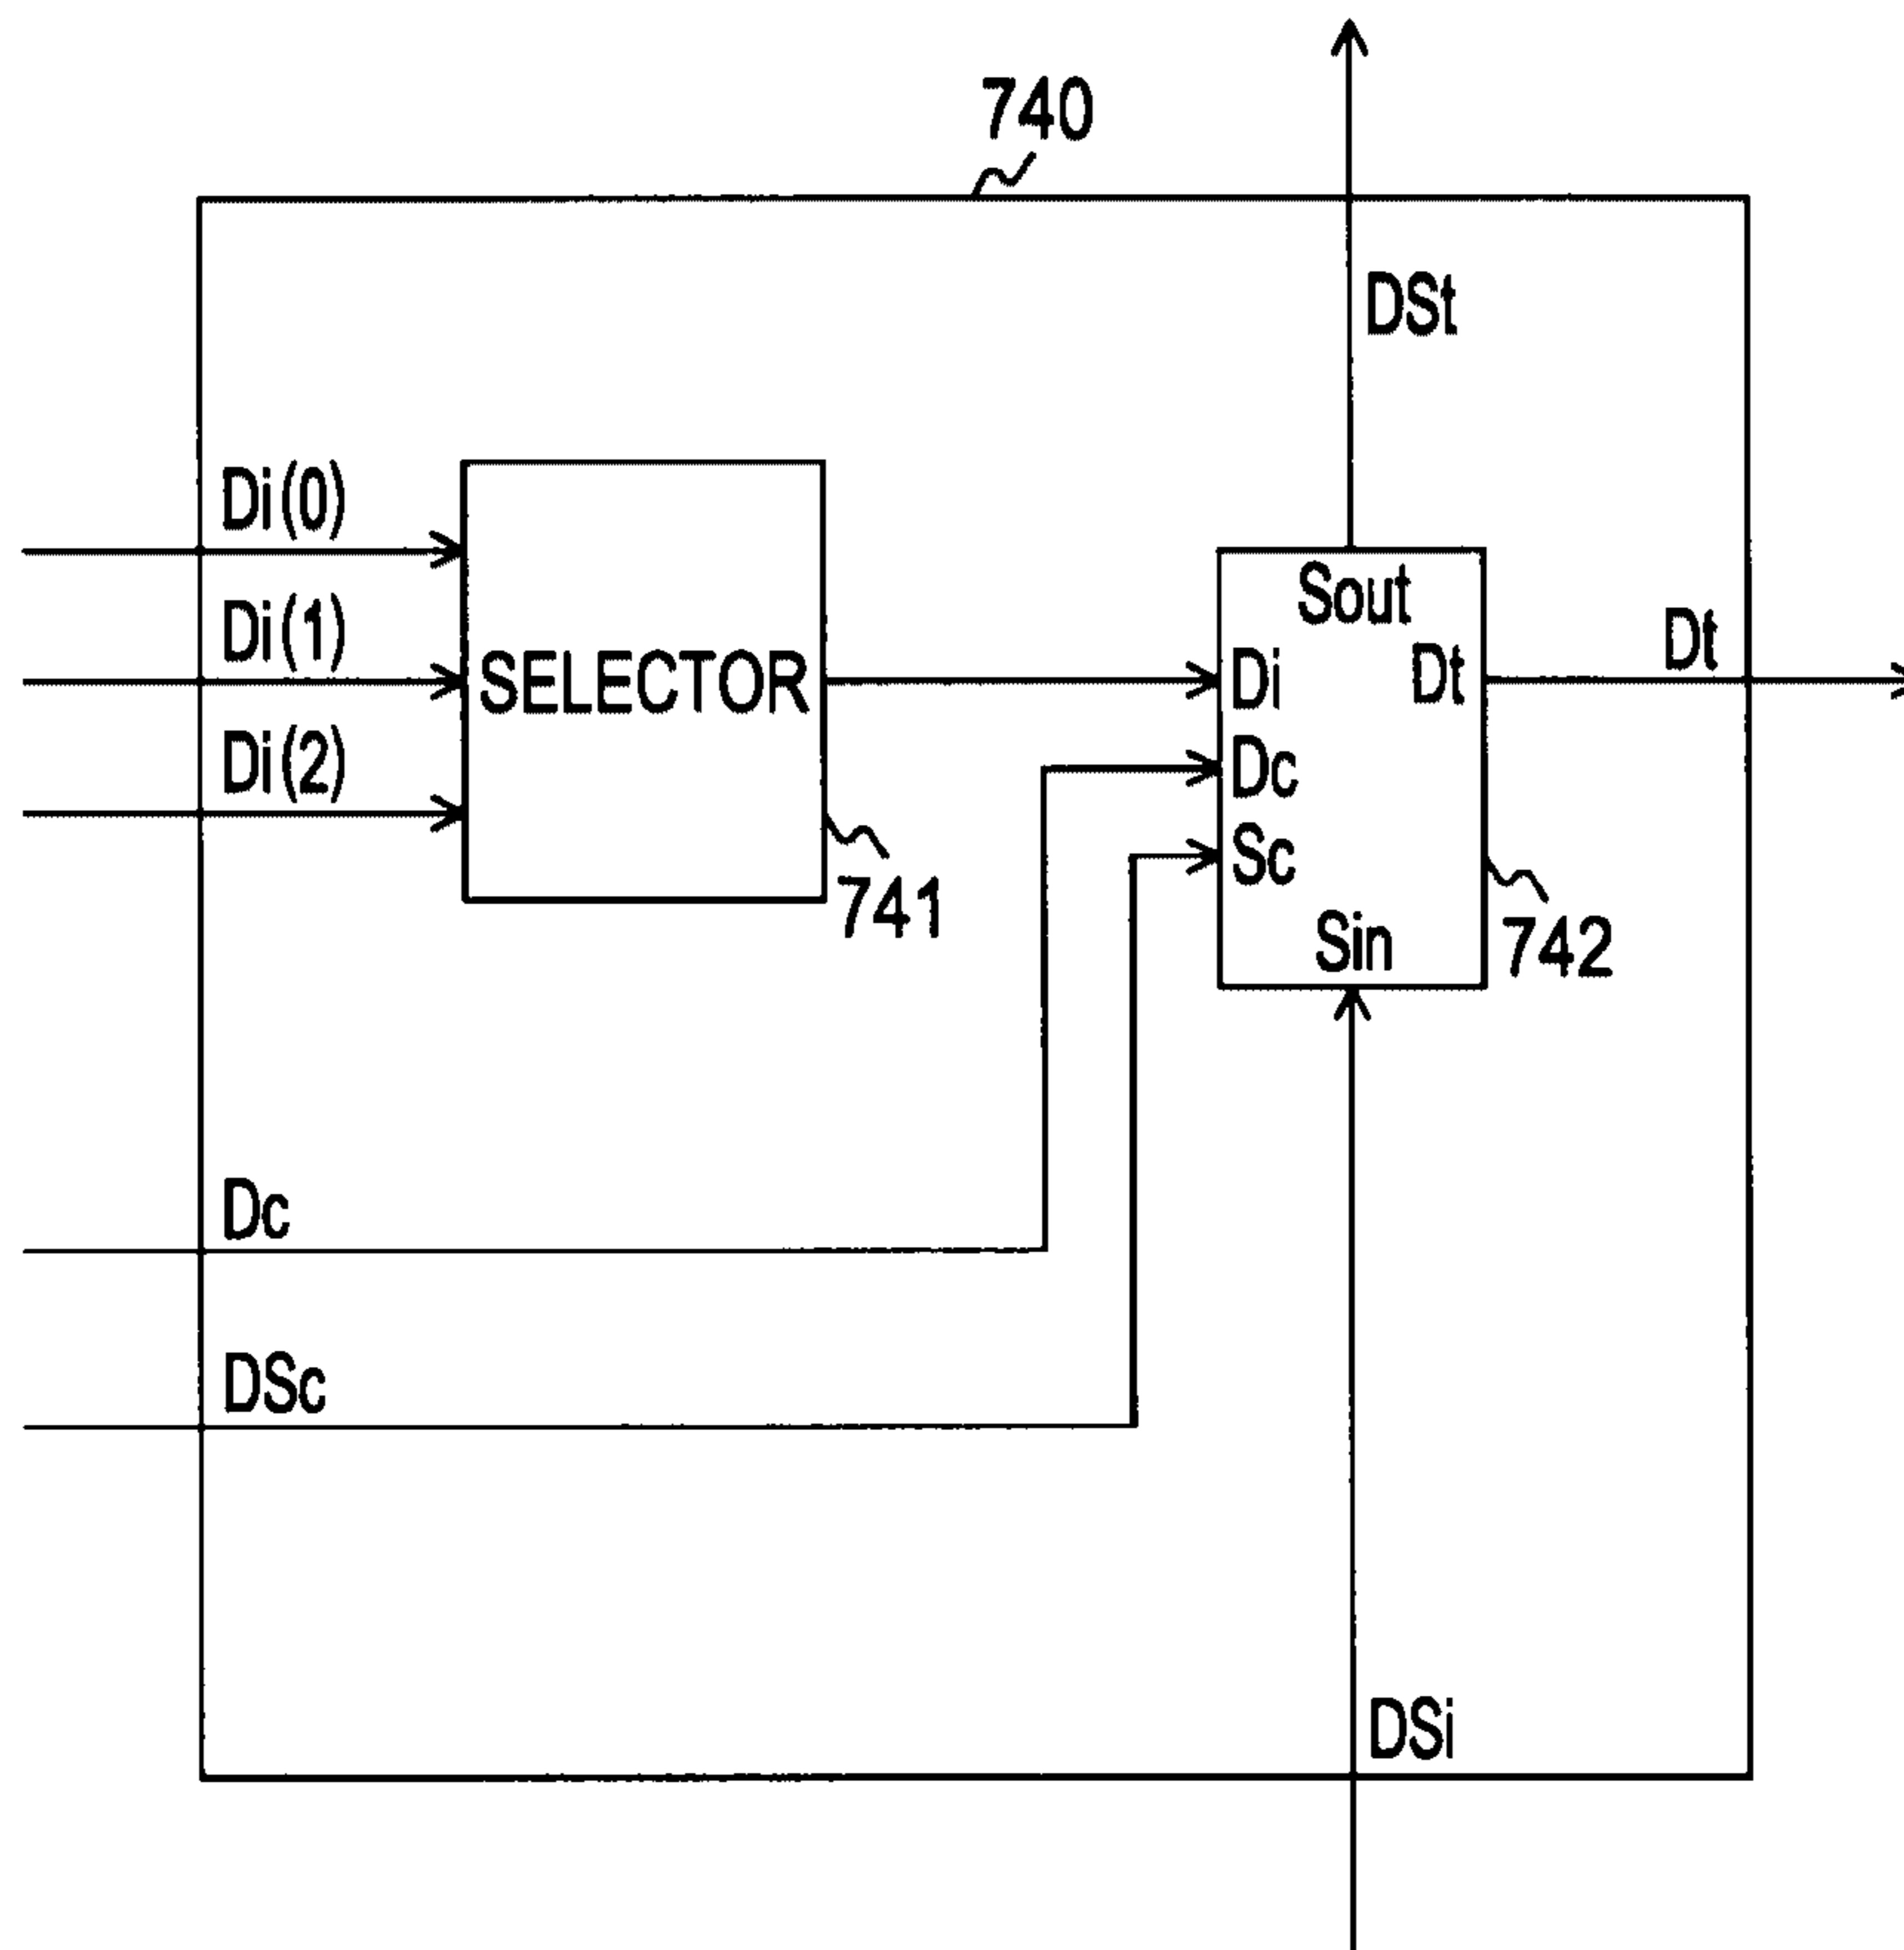 740
DSt
Di(0)
Di(1)
Di(2)
SELECTOR
741
Sout
Di
Dt
Dc
Sc
Sin
742
Dt
Dc
DSc
DSi